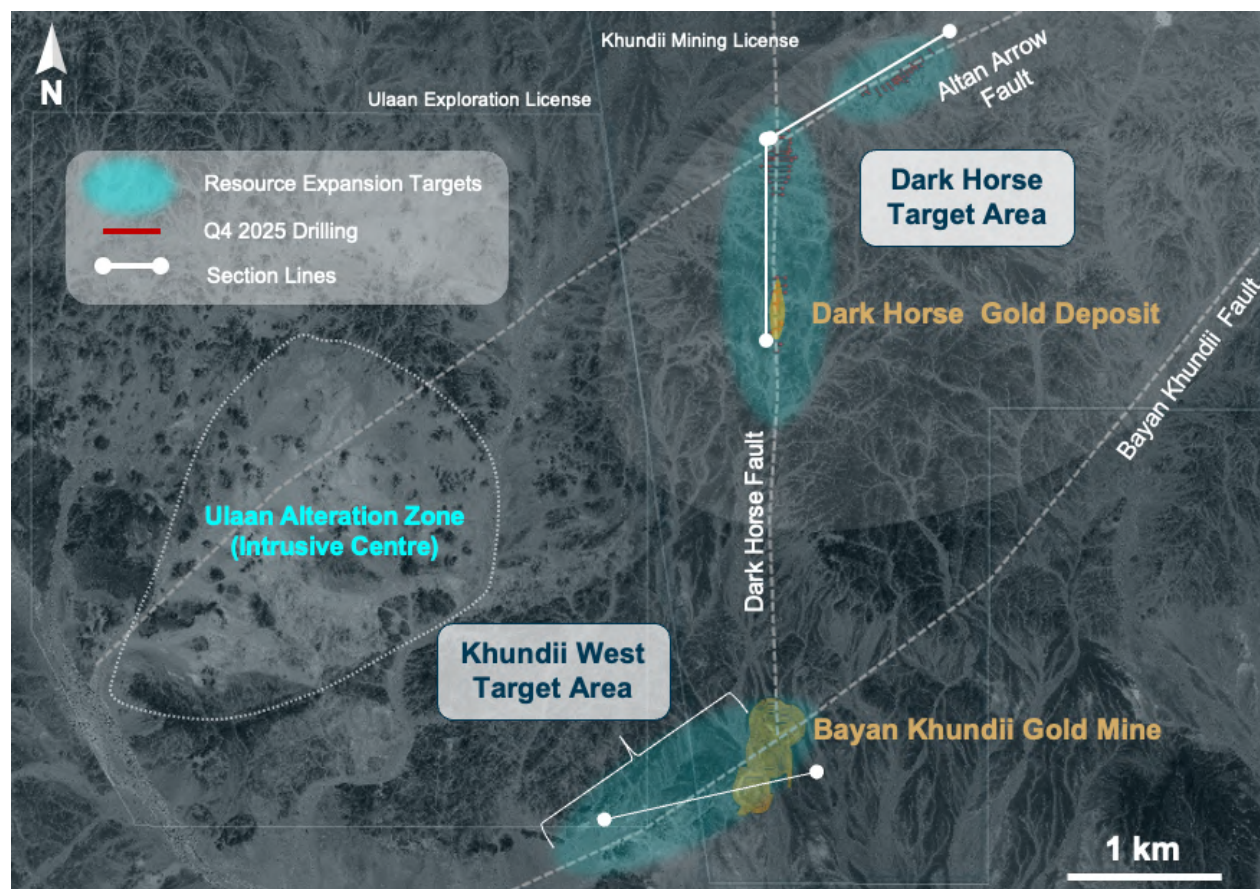 Khundii Mining License
Ulaan Exploration License
N
Altan Arrow
Fault
Resource Expansion Targets
Q4 2025 Drilling
Section Lines
Dark Horse
Target Area
Dark Horse Gold Deposit
Bayan Khundii Fault
Dark Horse Fault
Ulaan Alteration Zone
(Intrusive Centre)
Khundii West
Target Area
Bayan Khundii Gold Mine
1 km